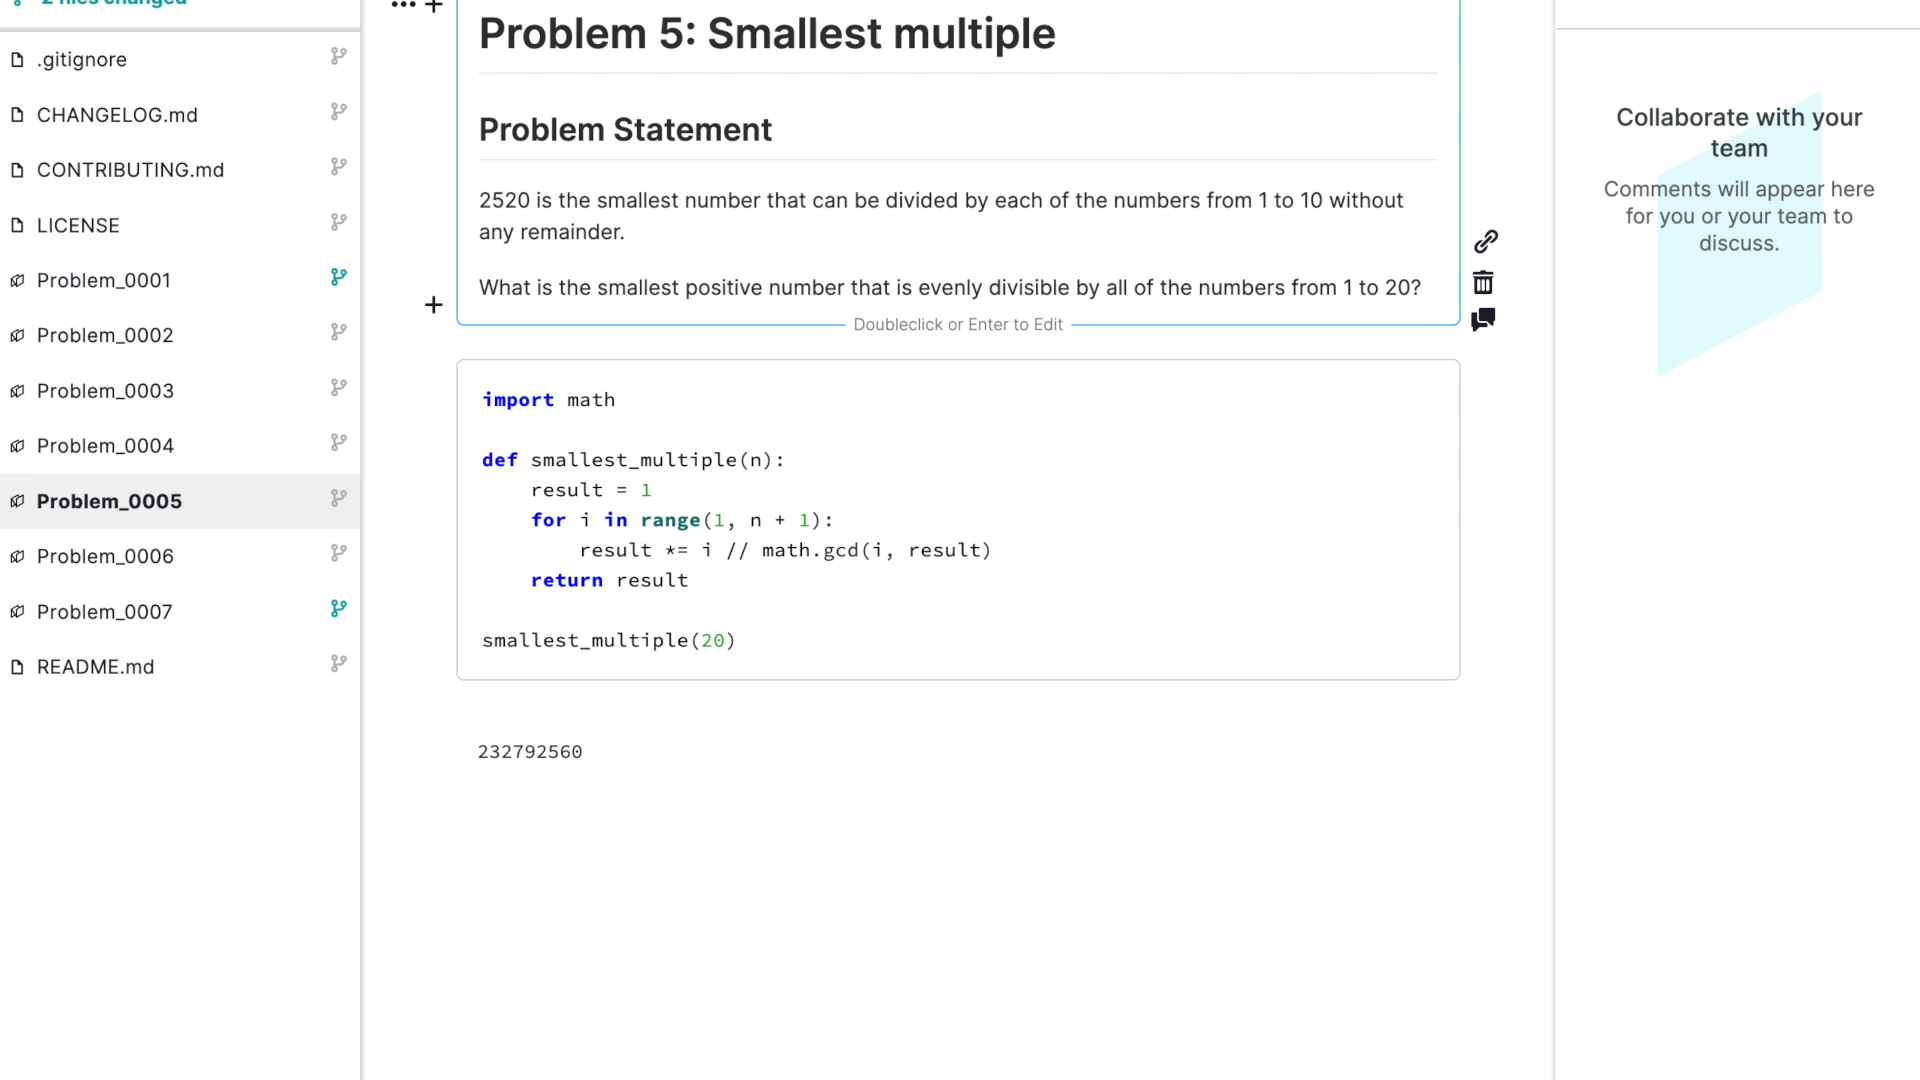 2 files changed
.gitignore
CHANGELOG.md
CONTRIBUTING.md
LICENSE
Problem_0001
Problem_0002
Problem_0003
Problem_0004
Problem_0005
Problem_0006
Problem_0007
README.md
Problem 5: Smallest multiple
Problem Statement
2520 is the smallest number that can be divided by each of the numbers from 1 to 10 without
any remainder.
What is the smallest positive number that is evenly divisible by all of the numbers from 1 to 20?
Doubleclick or Enter to Edit
import math
def smallest_multiple(n):
    result = 1
    for i in range(1, n + 1):
        result *= i // math.gcd(i, result)
    return result
smallest_multiple(20)
232792560
Collaborate with your
team
Comments will appear here
for you or your team to
discuss.